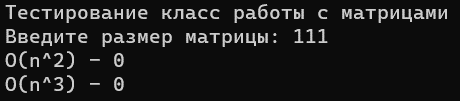 Тестирование класс работы с матрицами
Введите размер матрицы: 111
O(n^2) - 0
O(n^3) - 0